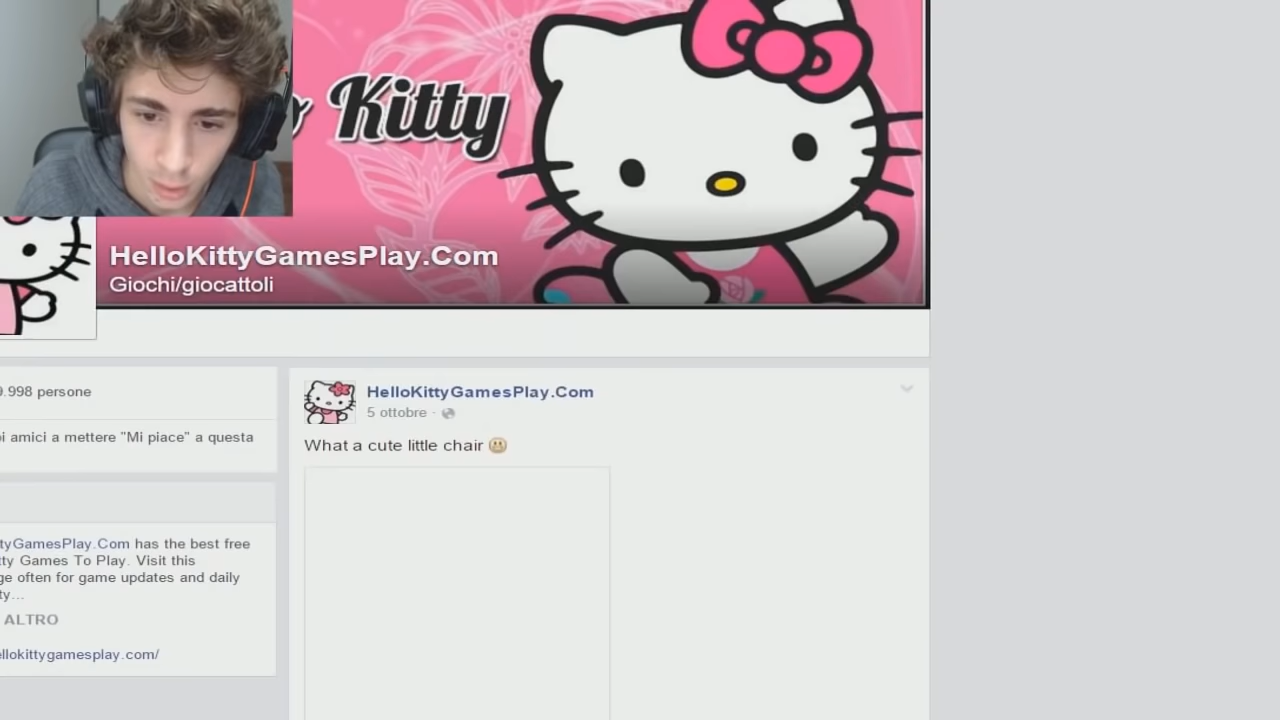 Kitty
HelloKittyGamesPlay.Com
Giochi/giocattoli
9.998 persone
amici a mettere "Mi piace" a questa
tyGamesPlay.Com has the best free
tty Games To Play. Visit this
ge often for game updates and daily
ty...
ALTRO
ellokittygamesplay.com/
HelloKittyGamesPlay.Com
5 ottobre ·
What a cute little chair